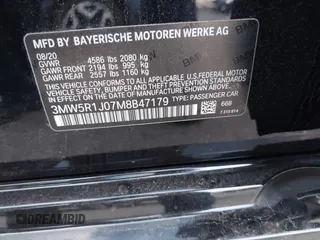 MFD BY BAYERISCHE MOTOREN WERKE AG
08/20
GVWR 4586 lbs 2080 kg
GAWR FRONT 2194 lbs 995 kg
GAWR REAR 2557 lbs 1160 kg
THIS VEHICLE CONFORMS TO ALL APPLICABLE
FEDERAL MOTOR VEHICLE SAFETY, BUMPER,
AND THEFT PREVENTION STANDARDS IN EFFECT
ON THE DATE OF MANUFACTURE SHOWN ABOVE.
3MW5R1J07M8B47179 668
TYPE: PASSENGER CAR
DREAMBID